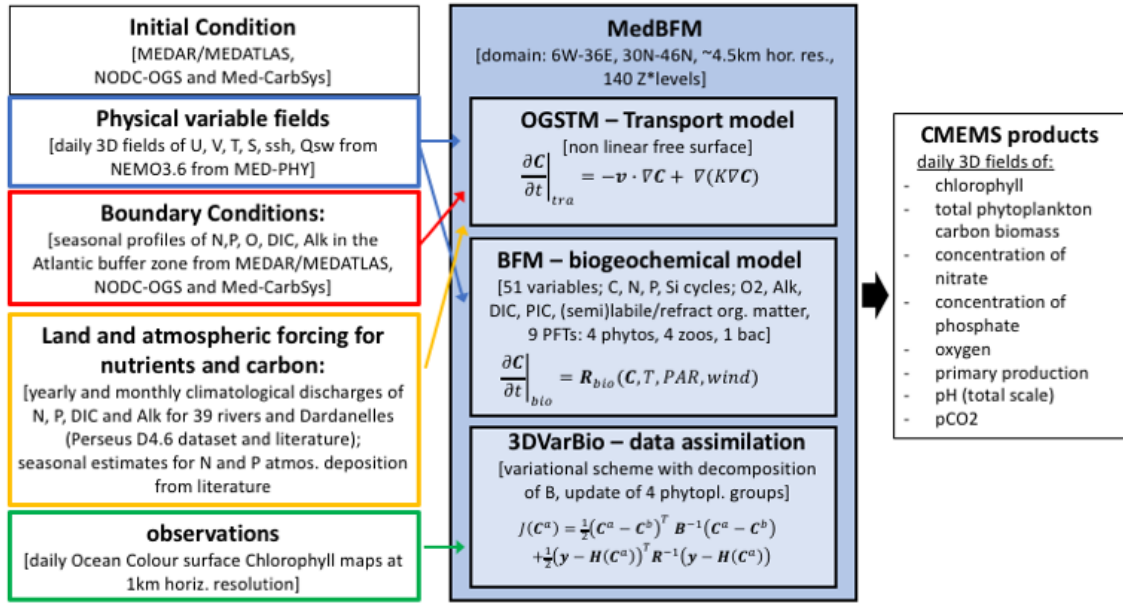 Initial Condition
[MEDAR/MEDATLAS,
NODC-OGS and Med-CarbSys]
Physical variable fields
[daily 3D fields of U, V, T, S, ssh, Qsw from
NEMO3.6 from MED-PHY]
Boundary Conditions:
[seasonal profiles of N,P, O, DIC, Alk in the
Atlantic buffer zone from MEDAR/MEDATLAS,
NODC-OGS and Med-CarbSys]
Land and atmospheric forcing for
nutrients and carbon:
[yearly and monthly climatological discharges of
N, P, DIC and Alk for 39 rivers and Dardanelles
(Perseus D4.6 dataset and literature);
seasonal estimates for N and P atmos. deposition
from literature
observations
[daily Ocean Colour surface Chlorophyll maps at
1km horiz. resolution]
MedBFM
[domain: 6W-36E, 30N-46N, ~4.5km hor. res.,
140 Z*levels]
OGSTM – Transport model
[non linear free surface]
∂C/∂t|tra = −v · ∇C + ∇(K∇C)
BFM – biogeochemical model
[51 variables; C, N, P, Si cycles; O2, Alk,
DIC, PIC, (semi)labile/refract org. matter,
9 PFTs: 4 phytos, 4 zoos, 1 bac]
∂C/∂t|bio = R_bio(C, T, PAR, wind)
3DVarBio – data assimilation
[variational scheme with decomposition
of B, update of 4 phytopl. groups]
J(Cᵃ) = ½(Cᵃ − Cᵇ)ᵀ B⁻¹(Cᵃ − Cᵇ)
+½(y − H(Cᵃ))ᵀ R⁻¹(y − H(Cᵃ))
CMEMS products
daily 3D fields of:
- chlorophyll
- total phytoplankton
carbon biomass
- concentration of
nitrate
- concentration of
phosphate
- oxygen
- primary production
- pH (total scale)
- pCO2